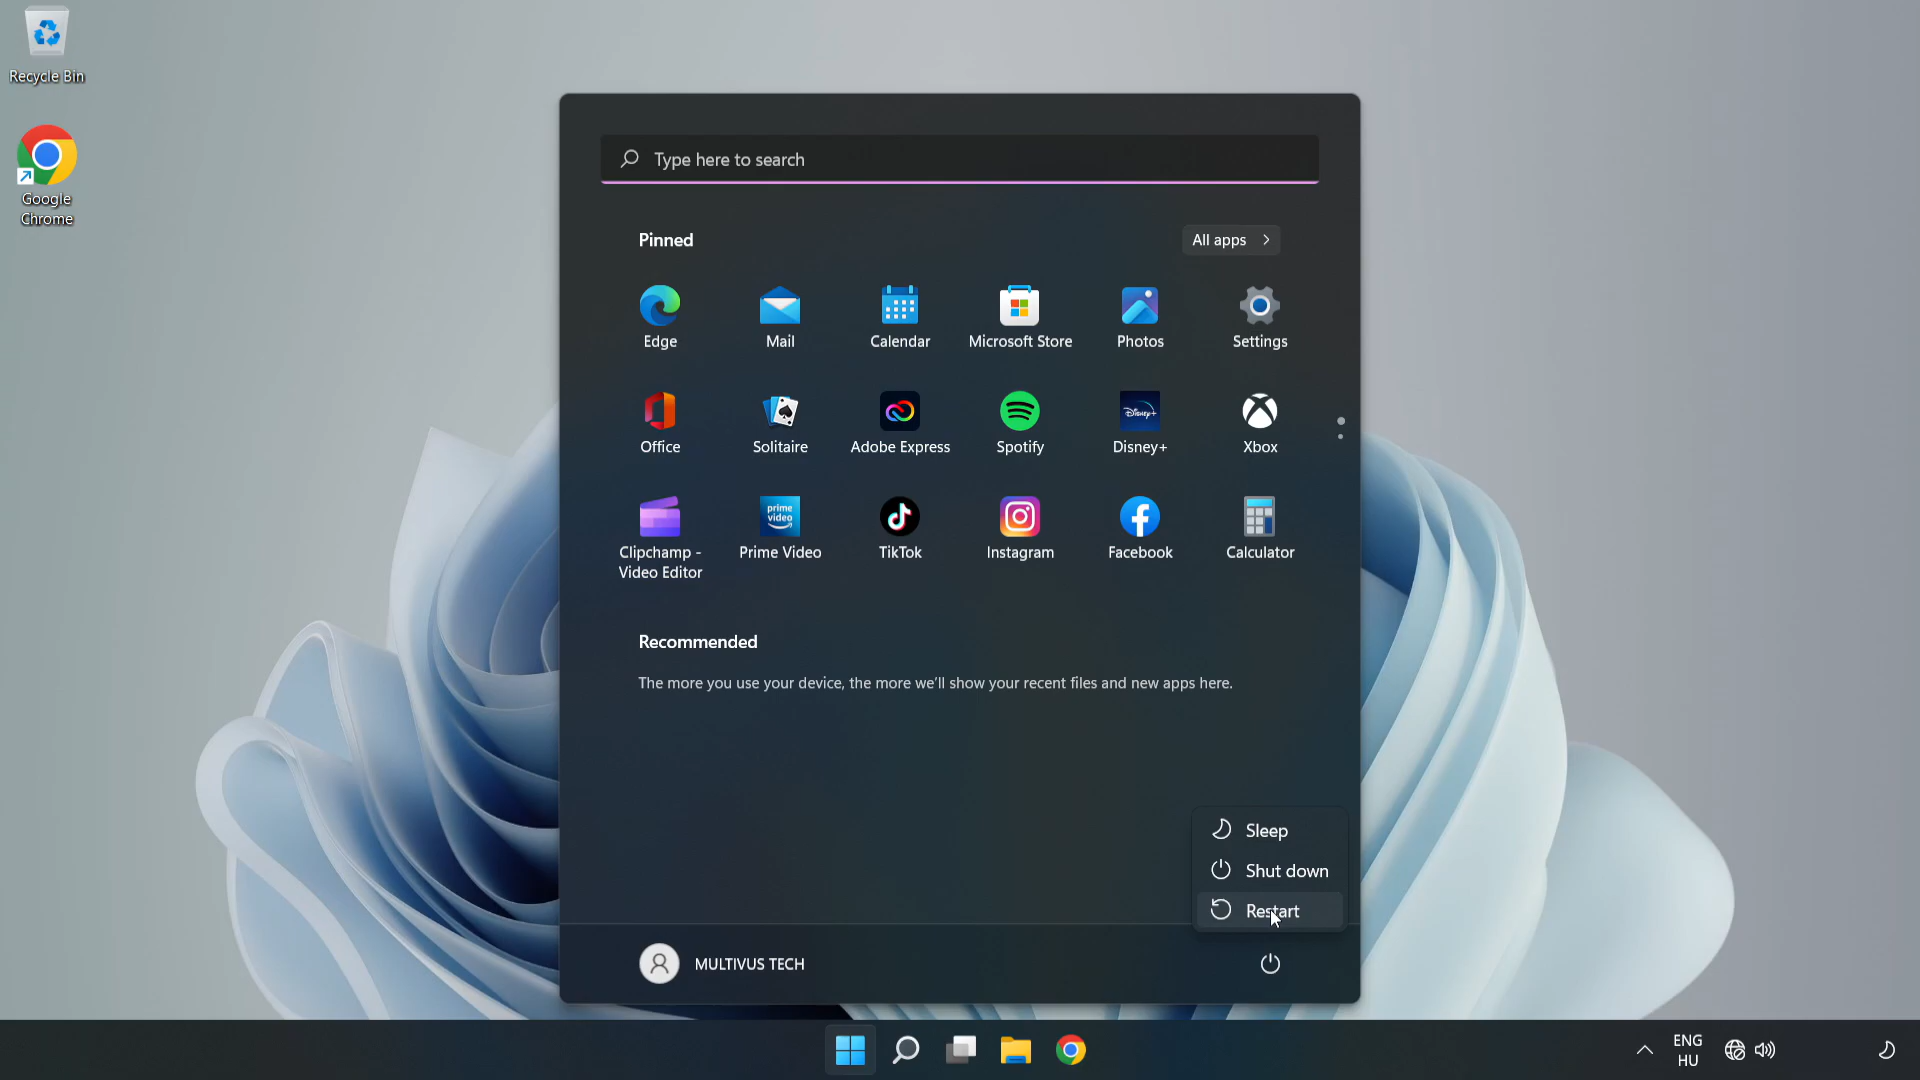 Recycle Bin
Google
Chrome
Type here to search
Pinned
All apps
Edge
Mail
Calendar
Microsoft Store
Photos
Settings
Office
Solitaire
Adobe Express
Disney+
Spotify
Disney+
Xbox
prime
video
Clipchamp -
Video Editor
Prime Video
TikTok
Instagram
Facebook
Calculator
Recommended
The more you use your device, the more we'll show your recent files and new apps here.
Sleep
Shut down
Restart
MULTIVUS TECH
ENG
HU